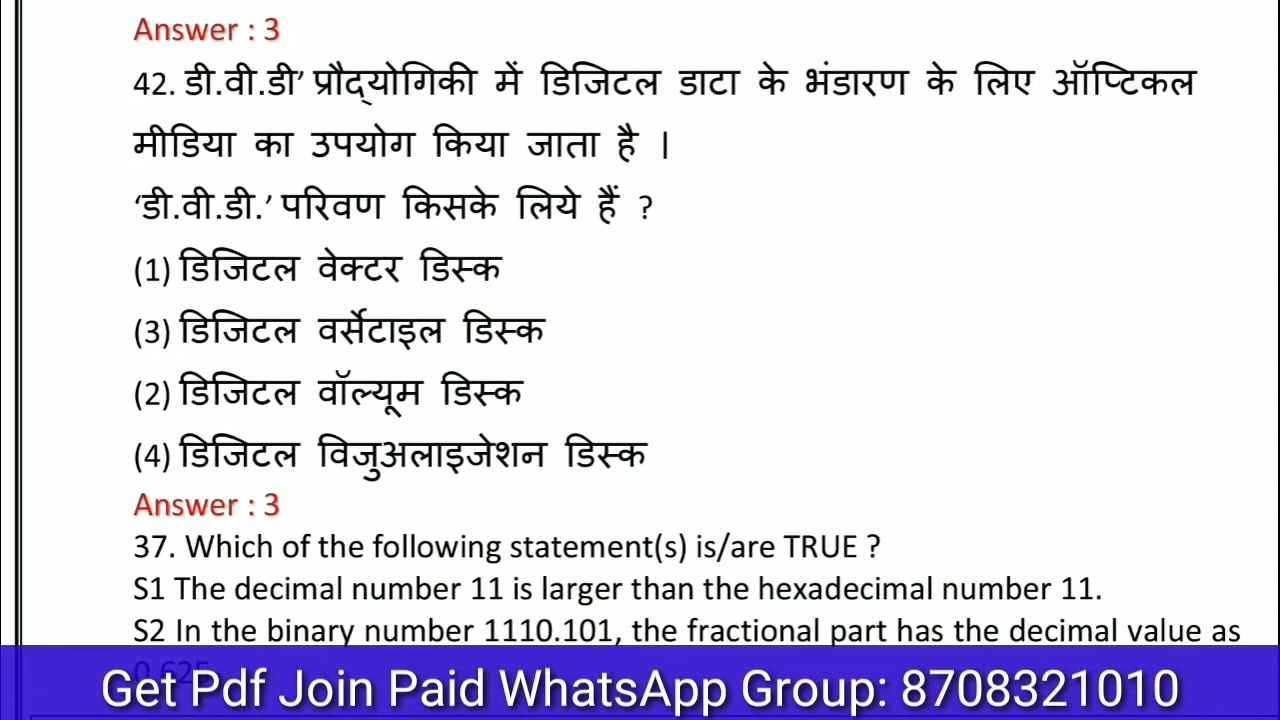 Answer : 3
42. डी.वी.डी’ प्रौद्योगिकी में डिजिटल डाटा के भंडारण के लिए ऑप्टिकल
मीडिया का उपयोग किया जाता है ।
‘डी.वी.डी.’ परिवण किसके लिये हैं ?
(1) डिजिटल वेक्टर डिस्क
(3) डिजिटल वर्सेटाइल डिस्क
(2) डिजिटल वॉल्यूम डिस्क
(4) डिजिटल विजुअलाइजेशन डिस्क
Answer : 3
37. Which of the following statement(s) is/are TRUE ?
S1 The decimal number 11 is larger than the hexadecimal number 11.
S2 In the binary number 1110.101, the fractional part has the decimal value as
0.625
Get Pdf Join Paid WhatsApp Group: 8708321010